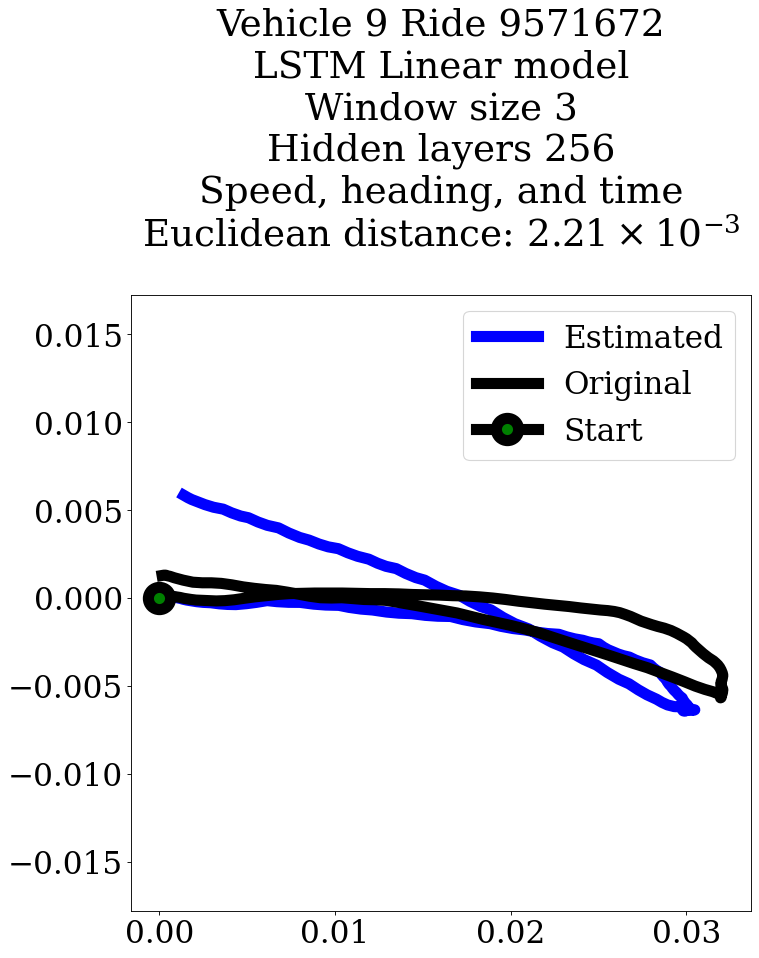 Vehicle 9 Ride 9571672
LSTM Linear model
Window size 3
Hidden layers 256
Speed, heading, and time
Euclidean distance: 2.21 × 10⁻³
Estimated
Original
Start
0.015
0.010
0.005
0.000
−0.005
−0.010
−0.015
0.00 0.01 0.02 0.03